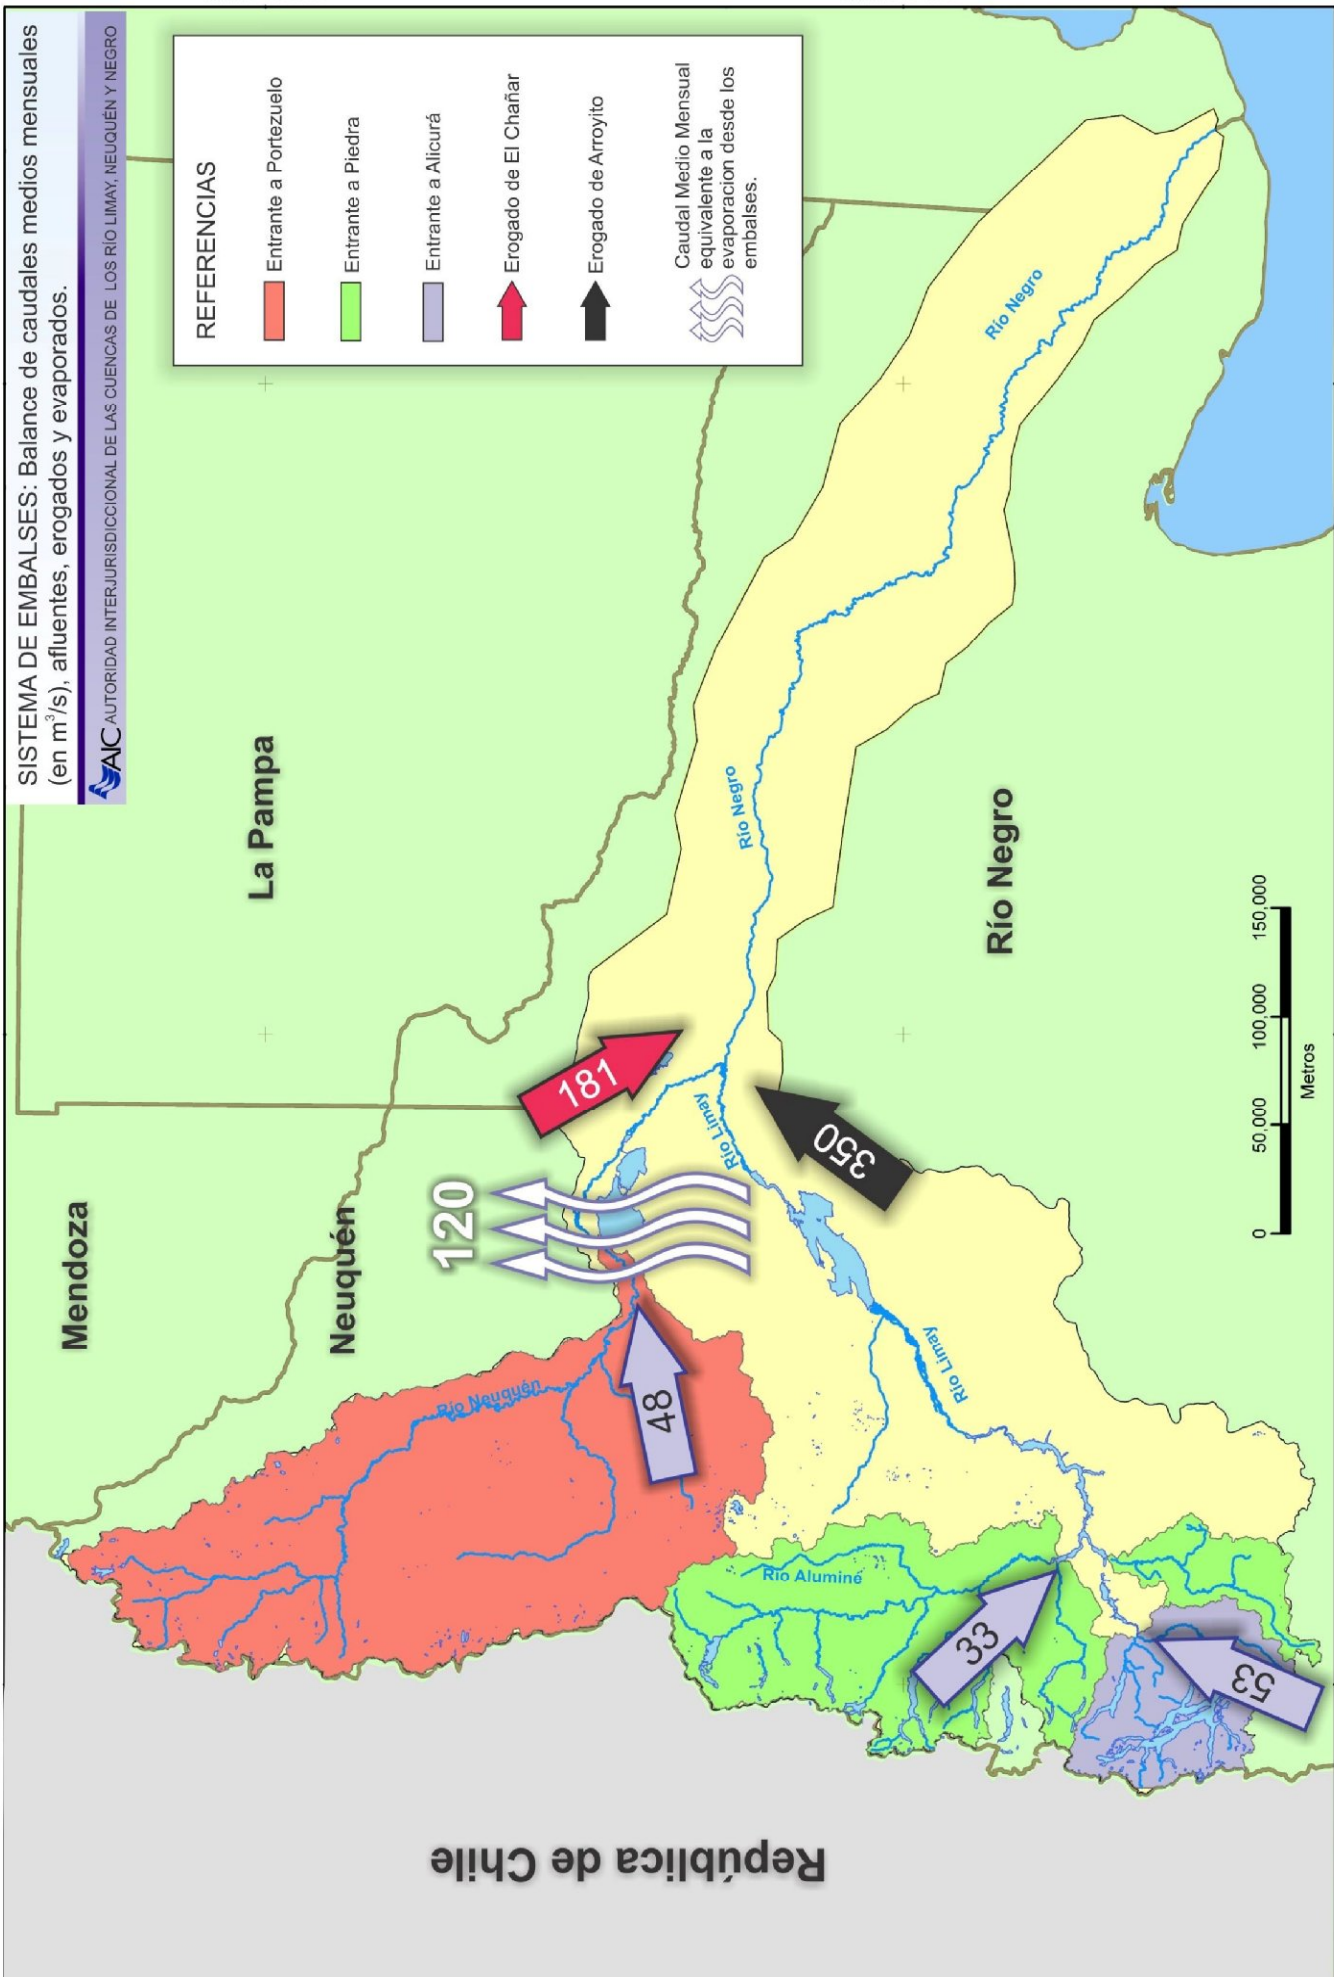 SISTEMA DE EMBALSES: Balance de caudales medios mensuales
(en m³/s), afluentes, erogados y evaporados.
AIC AUTORIDAD INTERJURISDICCIONAL DE LAS CUENCAS DE LOS RÍO LIMAY, NEUQUÉN Y NEGRO
REFERENCIAS
Entrante a Portezuelo
Entrante a Piedra
Entrante a Alicurá
Erogado de El Chañar
Erogado de Arroyito
Caudal Medio Mensual
equivalente a la
evaporacion desde los
embalses.
Mendoza
La Pampa
Neuquén
120
181
Río Neuquén
48
Río Limay
350
Río Negro
Río Negro
Río Limay
Río Aluminé
33
53
Río Negro
República de Chile
0 50.000 100.000 150.000
Metros